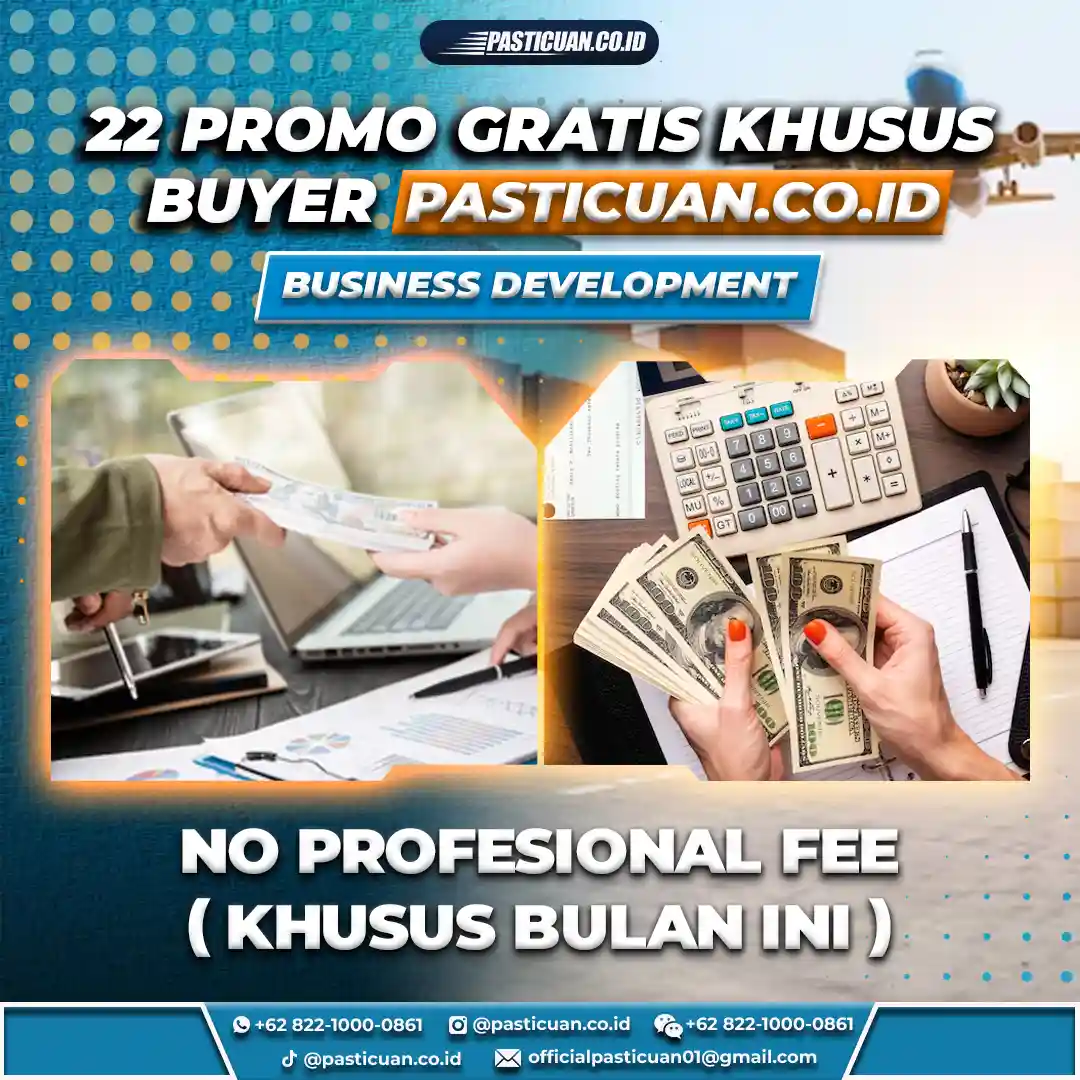 PASTICUAN.CO.ID
22 PROMO GRATIS KHUSUS
BUYER PASTICUAN.CO.ID
BUSINESS DEVELOPMENT
NO PROFESIONAL FEE
( KHUSUS BULAN INI )
+62 822-1000-0861 @pasticuan.co.id +62 822-1000-0861
@pasticuan.co.id officialpasticuan01@gmail.com